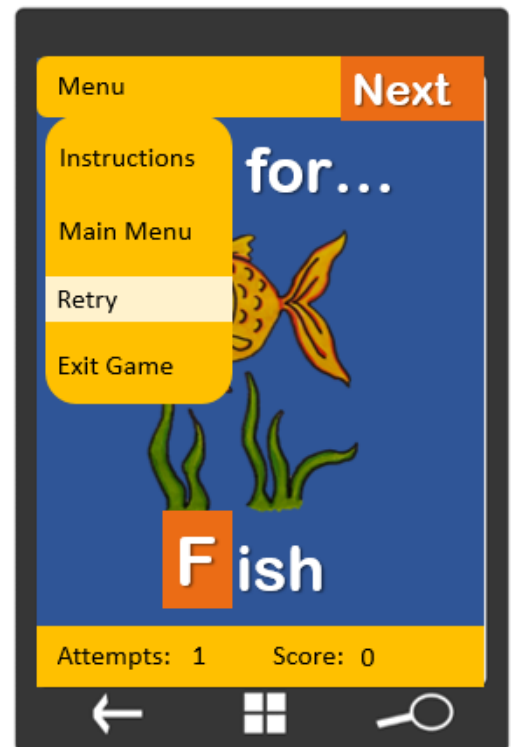 Menu
Next
Instructions
for...
Main Menu
Retry
Exit Game
Fish
Attempts: 1 Score: 0